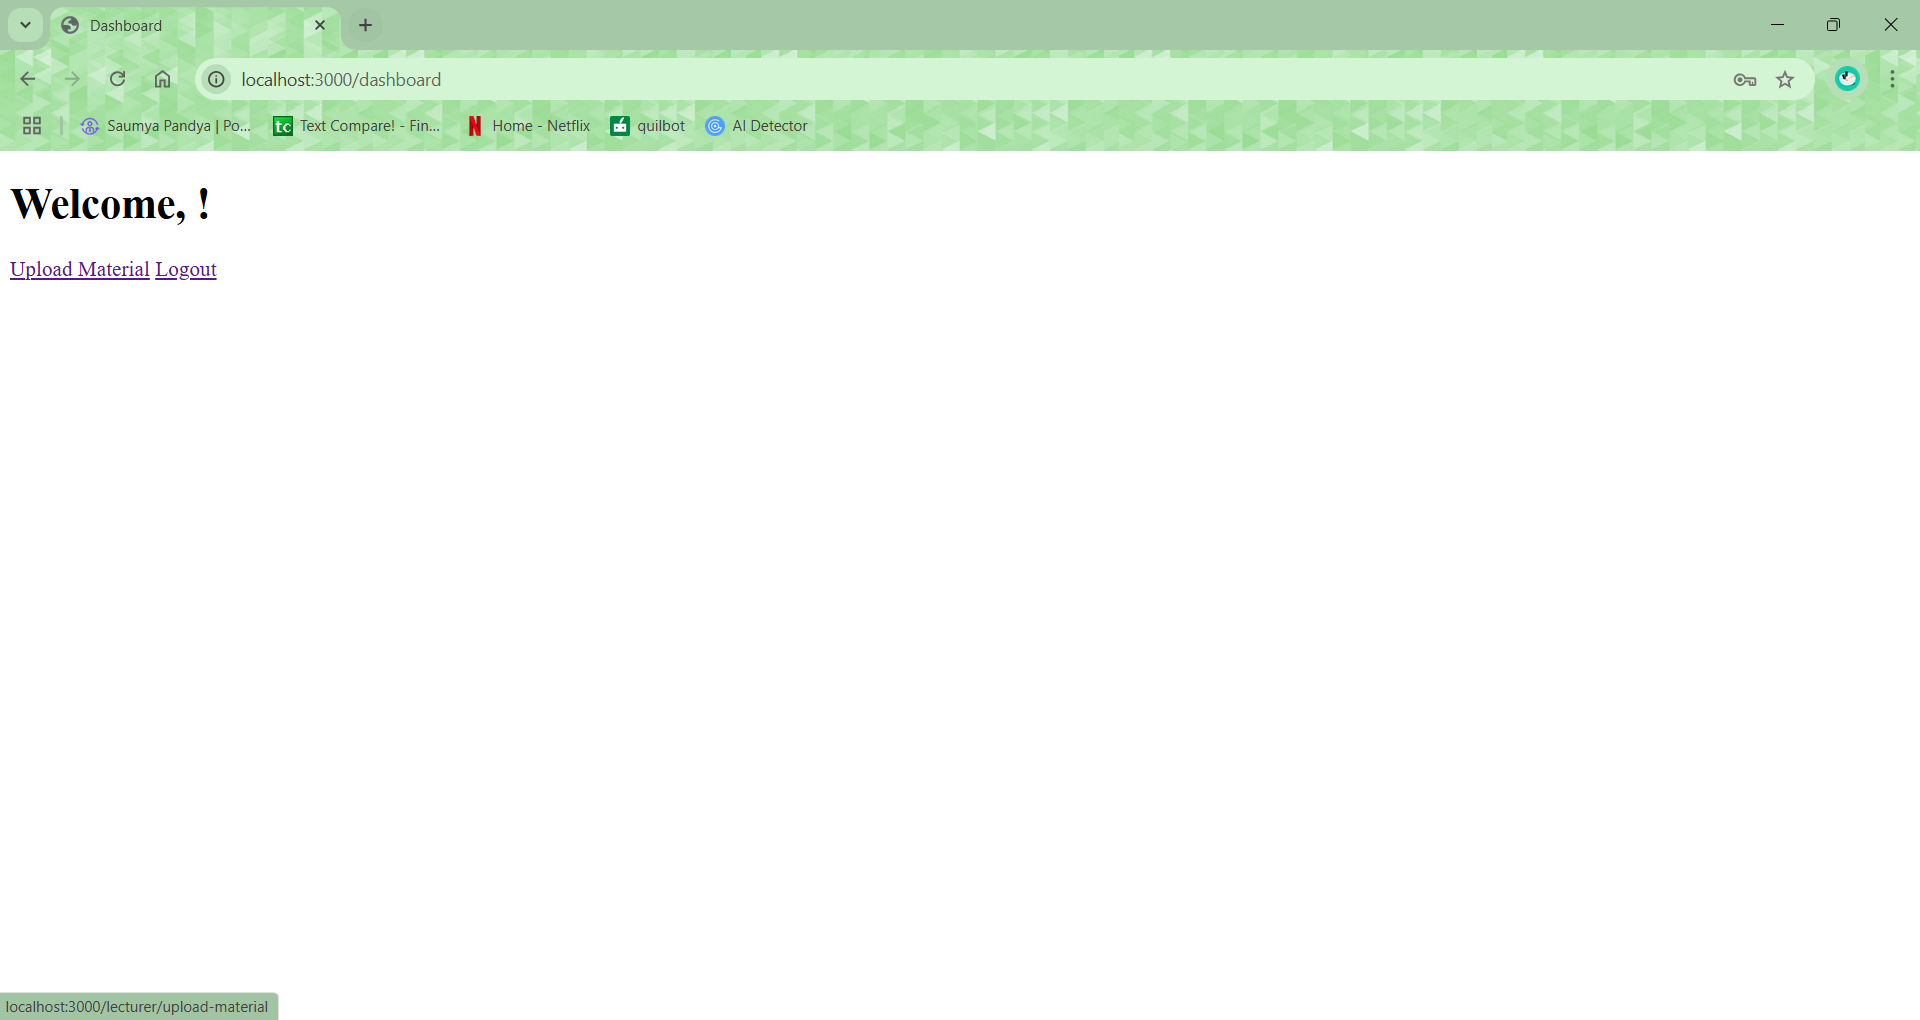 Dashboard
localhost:3000/dashboard
Saumya Pandya | Po... tc Text Compare! - Fin... N Home - Netflix quilbot AI Detector
Welcome, !
Upload Material Logout
localhost:3000/lecturer/upload-material